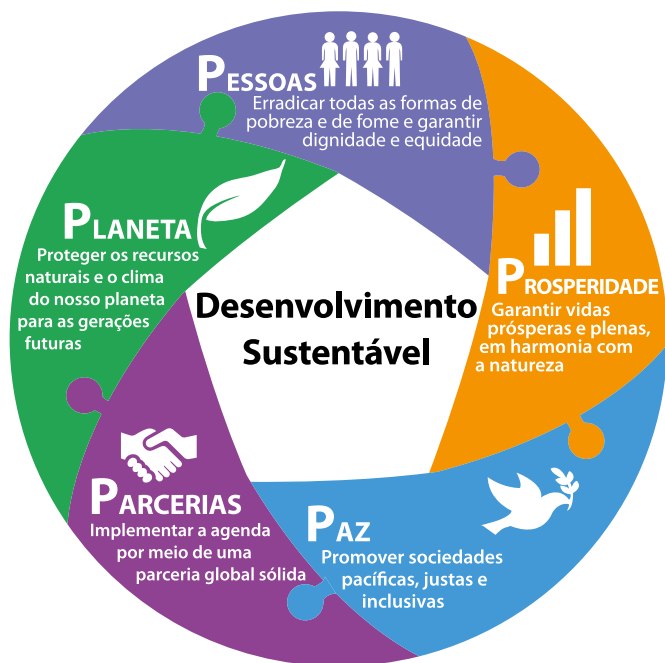 PESSOAS
Erradicar todas as formas de
pobreza e de fome e garantir
dignidade e equidade
PROSPERIDADE
Garantir vidas
prósperas e plenas,
em harmonia com
a natureza
PAZ
Promover sociedades
pacíficas, justas e
inclusivas
PARCERIAS
Implementar a agenda
por meio de uma
parceria global sólida
PLANETA
Proteger os recursos
naturais e o clima
do nosso planeta
para as gerações
futuras
Desenvolvimento
Sustentável